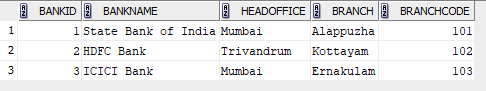 BANKID BANKNAME HEADOFFICE BRANCH BRANCHCODE
1 1 State Bank of India Mumbai Alappuzha 101
2 2 HDFC Bank Trivandrum Kottayam 102
3 3 ICICI Bank Mumbai Ernakulam 103